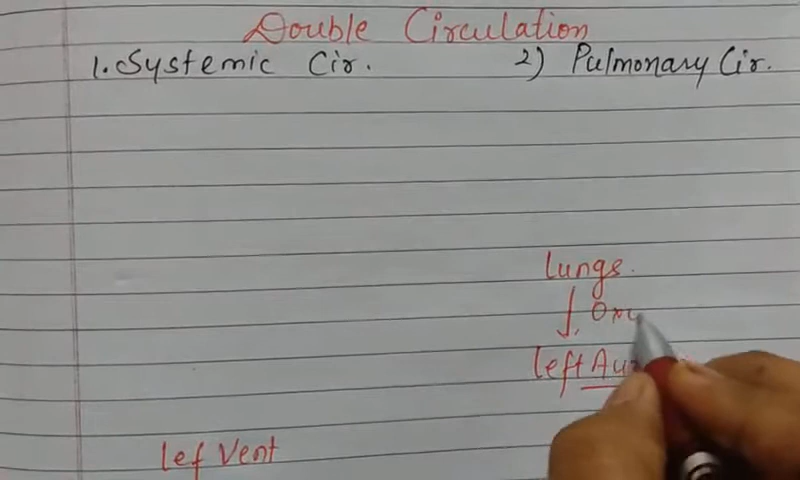 Double Circulation
1. Systemic Cir.
2) Pulmonary Cir.
Lungs
left
lef Vent